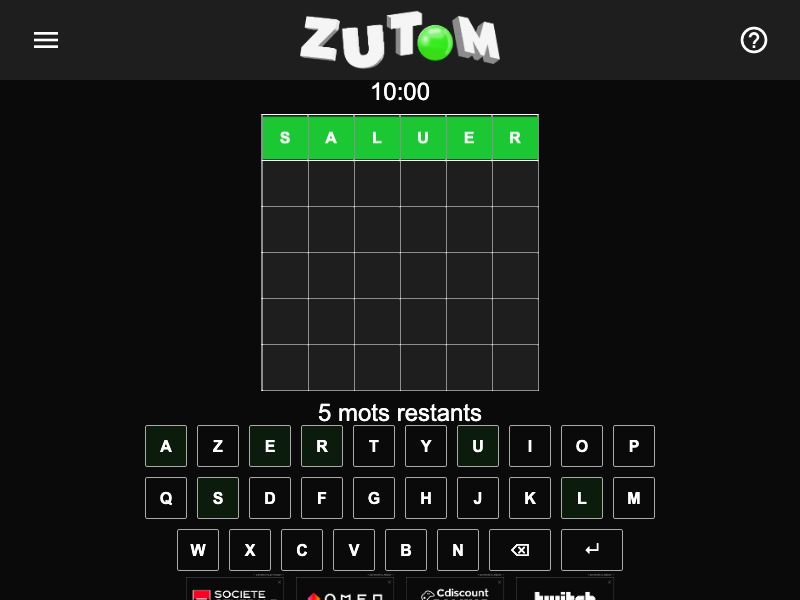 ZUTOM
10:00
S A L U E R
5 mots restants
A Z E R T Y U I O P
Q S D F G H J K L M
W X C V B N
SOCIETE OMEN Cdiscount twitch